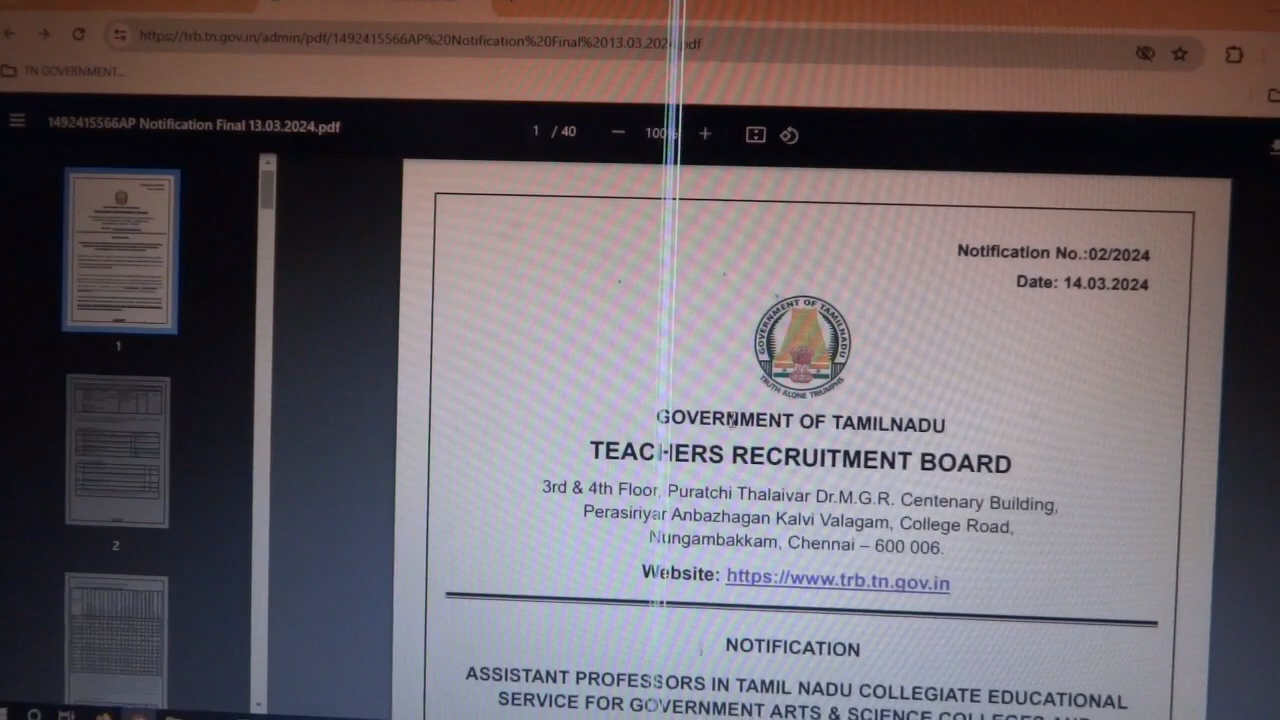 https://trb.tn.gov.in/admin/pdf/1492415566AP%20Notification%20Final%2013.03.2024.pdf
TN GOVERNMENT...
1492415566AP Notification Final 13.03.2024.pdf
1 / 40
100%
Notification No.:02/2024
Date: 14.03.2024
GOVERNMENT OF TAMILNADU
TRUTH ALONE TRIUMPHS
GOVERNMENT OF TAMILNADU
TEACHERS RECRUITMENT BOARD
3rd & 4th Floor, Puratchi Thalaivar Dr.M.G.R. Centenary Building,
Perasiriyar Anbazhagan Kalvi Valagam, College Road,
Nungambakkam, Chennai – 600 006.
Website: https://www.trb.tn.gov.in
NOTIFICATION
ASSISTANT PROFESSORS IN TAMIL NADU COLLEGIATE EDUCATIONAL
SERVICE FOR GOVERNMENT ARTS & SCIENCE COLLEGES AND
1
2